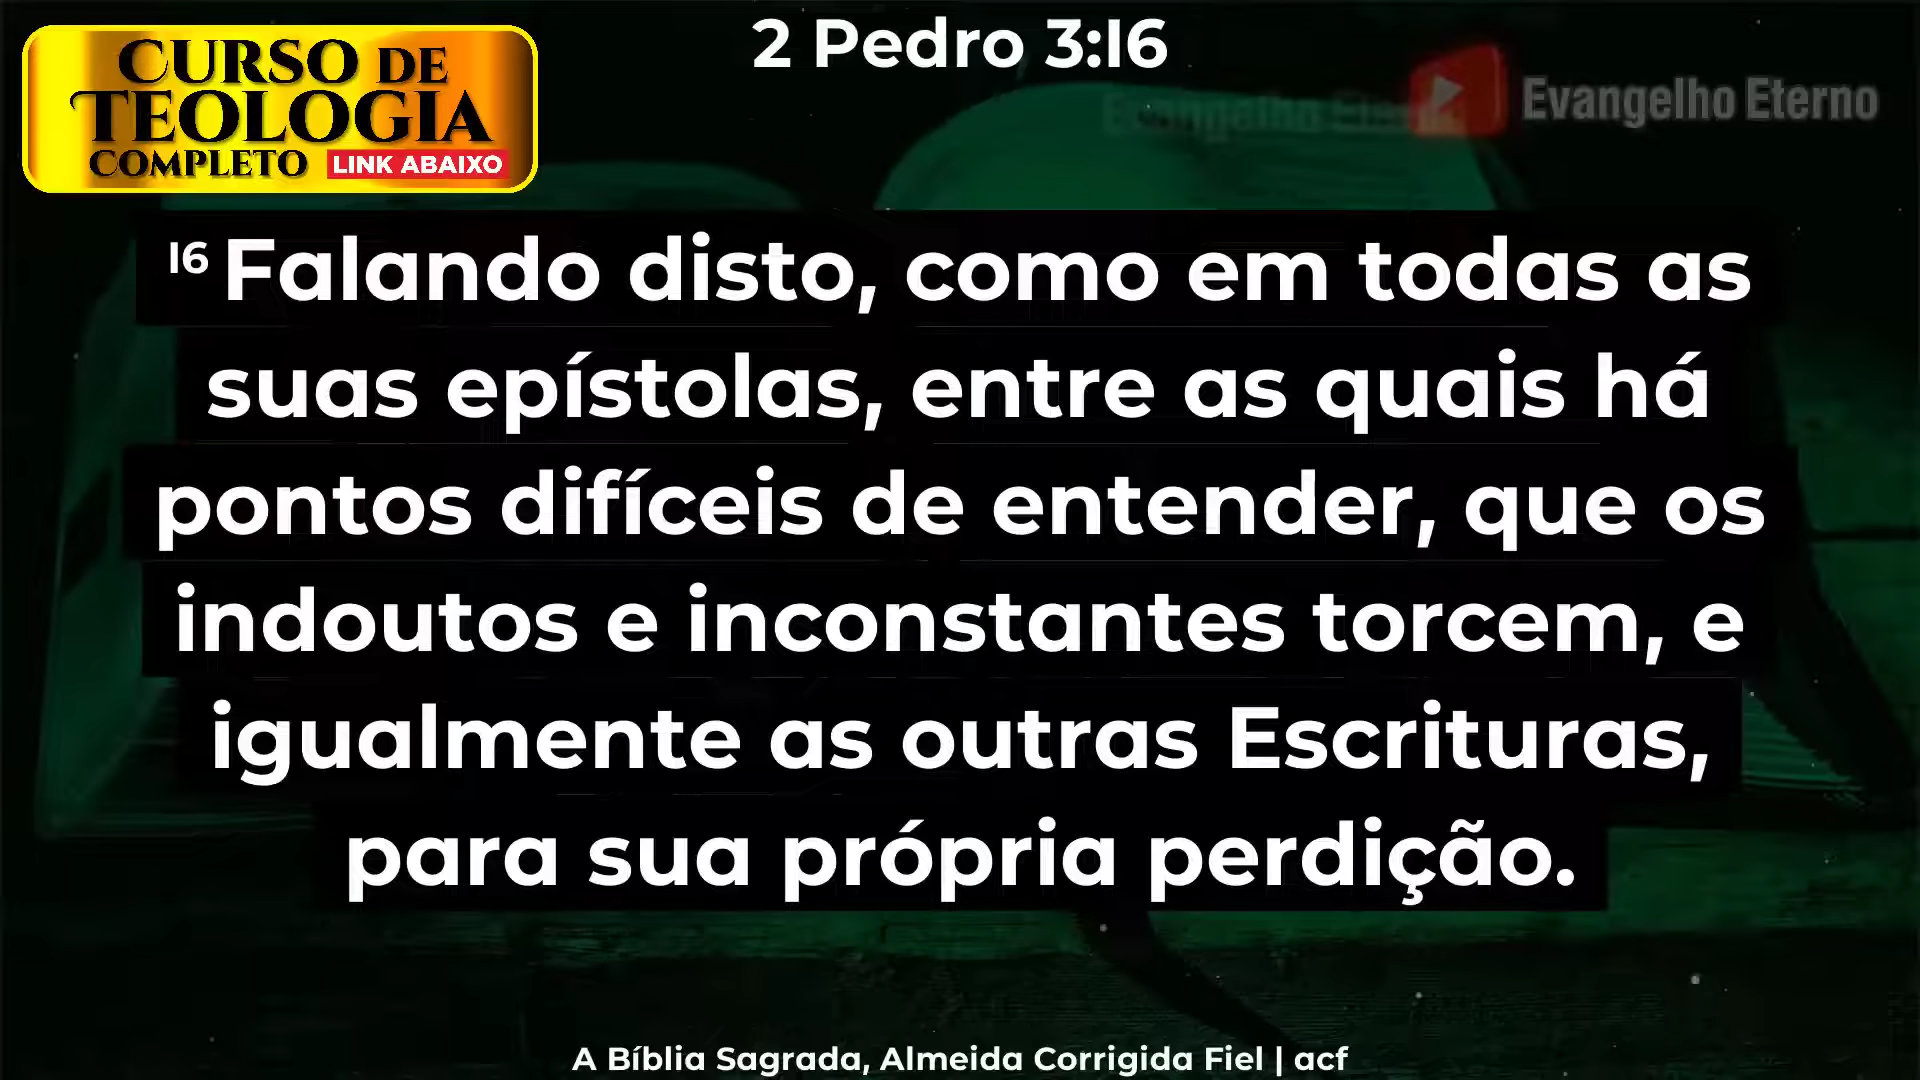 CURSO DE
TEOLOGIA
COMPLETO LINK ABAIXO
2 Pedro 3:16
Evangelho Eterno
Evangelho Eterno
16 Falando disto, como em todas as
suas epístolas, entre as quais há
pontos difíceis de entender, que os
indoutos e inconstantes torcem, e
igualmente as outras Escrituras,
para sua própria perdição.
A Bíblia Sagrada, Almeida Corrigida Fiel | acf